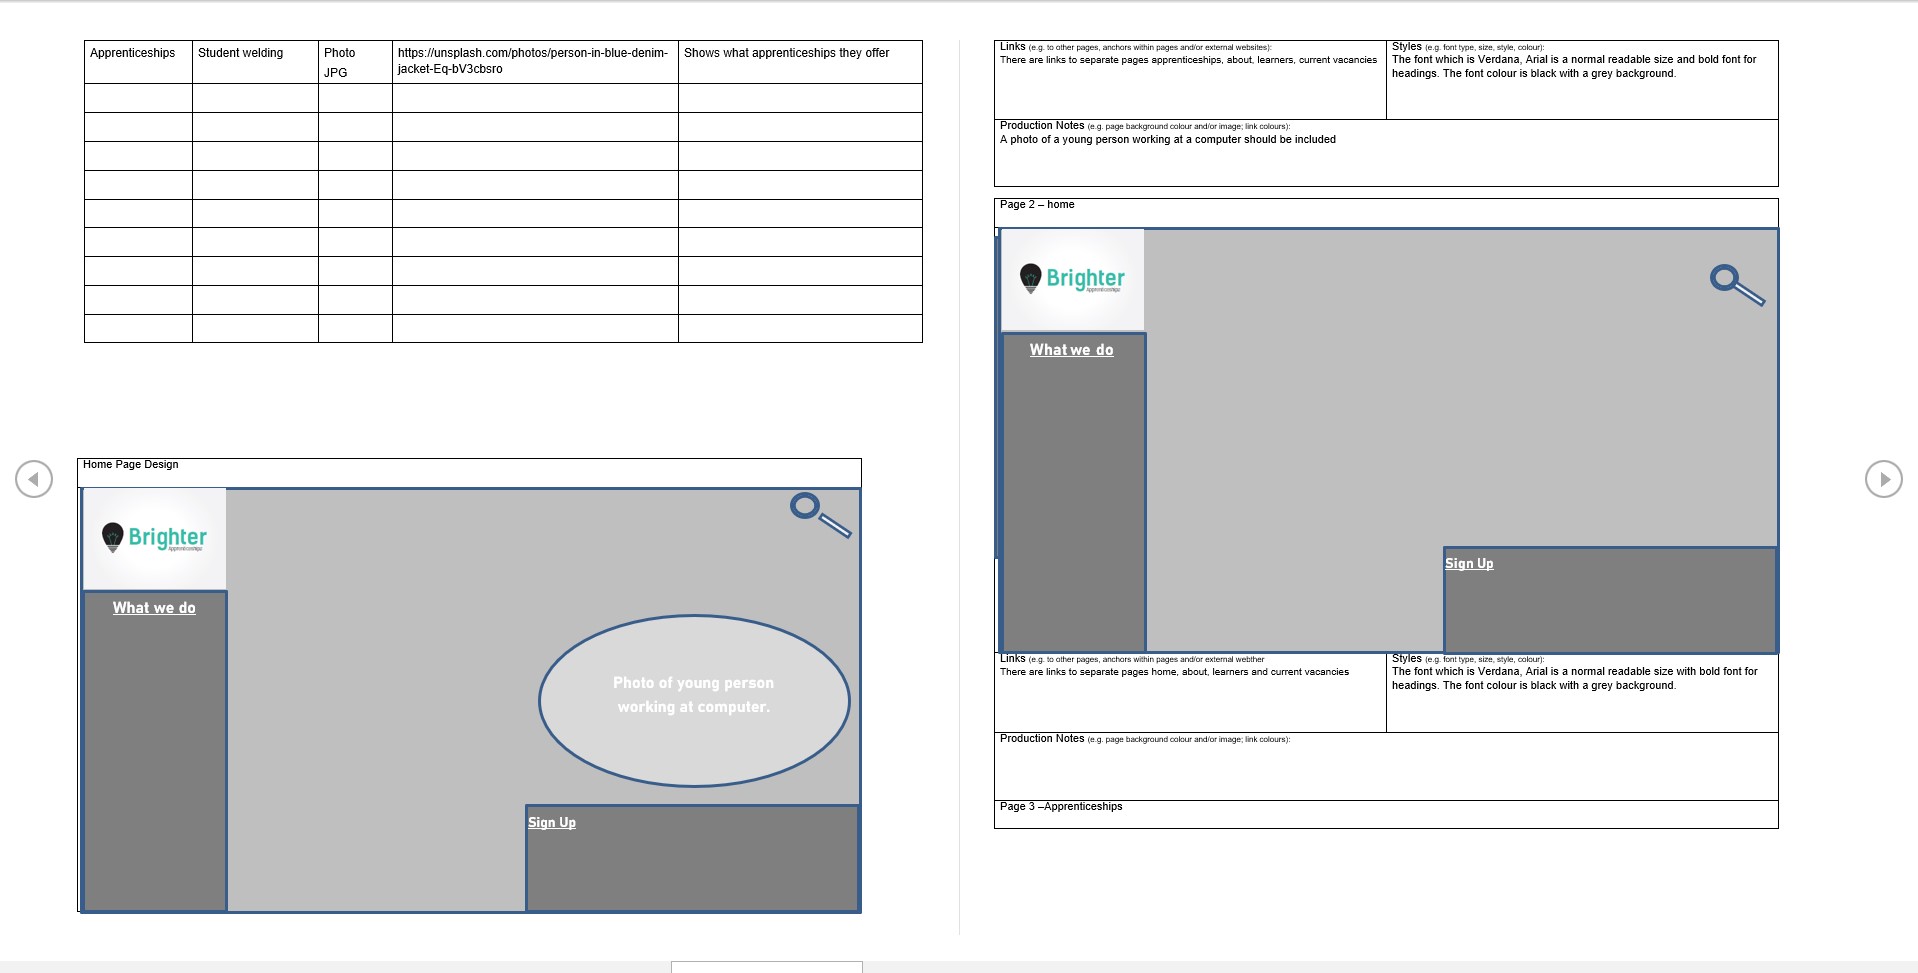 Apprenticeships
Student welding
Photo
JPG
https://unsplash.com/photos/person-in-blue-denim-
jacket-Eq-bV3cbsro
Shows what apprenticeships they offer
Home Page Design
Brighter
Apprenticeships
What we do
Photo of young person
working at computer.
Sign Up
Links (e.g. to other pages, anchors within pages and/or external websites):
There are links to separate pages apprenticeships, about, learners, current vacancies
Styles (e.g. font type, size, style, colour):
The font which is Verdana, Arial is a normal readable size and bold font for
headings. The font colour is black with a grey background.
Production Notes (e.g. page background colour and/or image; link colours):
A photo of a young person working at a computer should be included
Page 2 – home
Brighter
Apprenticeships
What we do
Sign Up
Links (e.g. to other pages, anchors within pages and/or external webther
There are links to separate pages home, about, learners and current vacancies
Styles (e.g. font type, size, style, colour):
The font which is Verdana, Arial is a normal readable size with bold font for
headings. The font colour is black with a grey background.
Production Notes (e.g. page background colour and/or image; link colours):
Page 3 –Apprenticeships